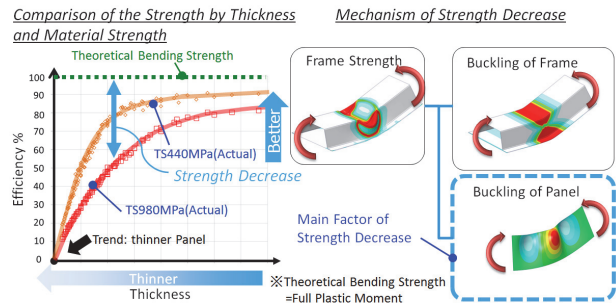 Comparison of the Strength by Thickness
and Material Strength
Theoretical Bending Strength
100
90
80
70
60
50
40
30
20
10
0
Efficiency %
TS440MPa(Actual)
Strength Decrease
TS980MPa(Actual)
Trend: thinner Panel
Better
Thinner
Thickness
Mechanism of Strength Decrease
Frame Strength
Buckling of Frame
Buckling of Panel
Main Factor of
Strength Decrease
※Theoretical Bending Strength
=Full Plastic Moment